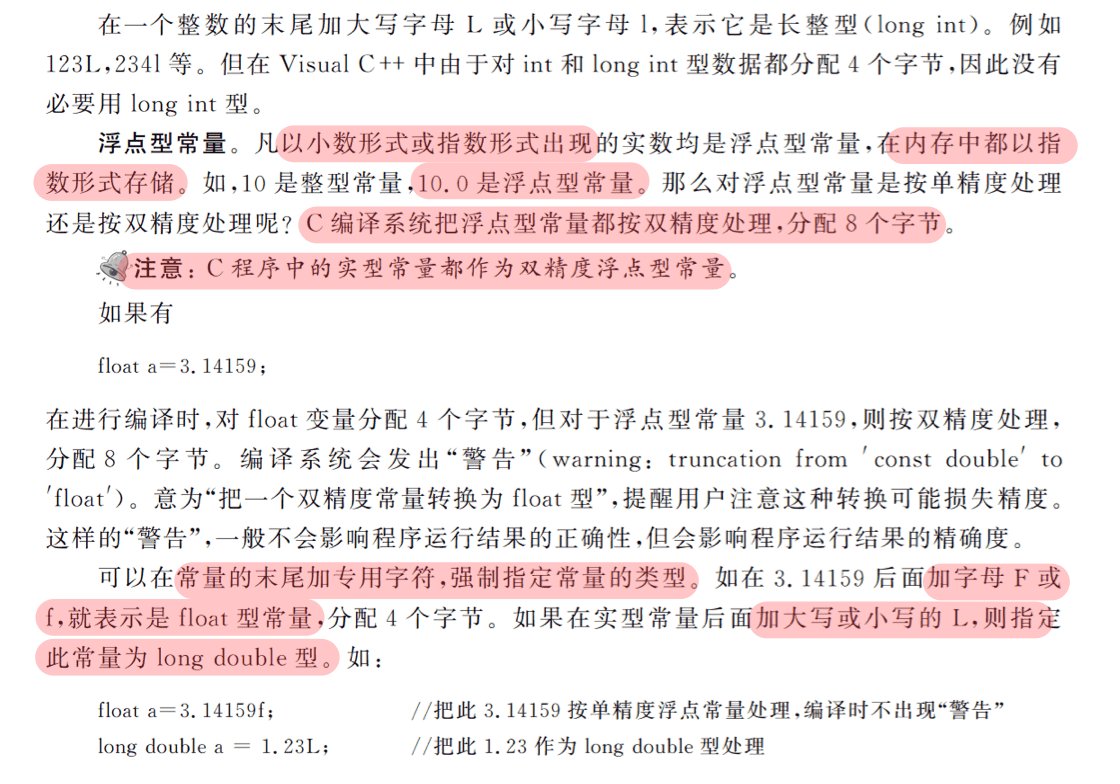 在一个整数的末尾加大写字母 L 或小写字母 l,表示它是长整型(long int)。例如
123L,234l 等。但在 Visual C++ 中由于对 int 和 long int 型数据都分配 4 个字节,因此没有
必要用 long int 型。
浮点型常量。凡以小数形式或指数形式出现的实数均是浮点型常量,在内存中都以指
数形式存储。如,10 是整型常量,10.0 是浮点型常量。那么对浮点型常量是按单精度处理
还是按双精度处理呢? C 编译系统把浮点型常量都按双精度处理,分配 8 个字节。
注意:C 程序中的实型常量都作为双精度浮点型常量。
如果有
float a=3.14159;
在进行编译时,对 float 变量分配 4 个字节,但对于浮点型常量 3.14159,则按双精度处理,
分配 8 个字节。编译系统会发出“警告”(warning: truncation from 'const double' to
'float')。意为“把一个双精度常量转换为 float 型”,提醒用户注意这种转换可能损失精度。
这样的“警告”,一般不会影响程序运行结果的正确性,但会影响程序运行结果的精确度。
可以在常量的末尾加专用字符,强制指定常量的类型。如在 3.14159 后面加字母 F 或
f,就表示是 float 型常量,分配 4 个字节。如果在实型常量后面加大写或小写的 L,则指定
此常量为 long double 型。如:
float a=3.14159f; //把此 3.14159 按单精度浮点常量处理,编译时不出现“警告”
long double a = 1.23L; //把此 1.23 作为 long double 型处理